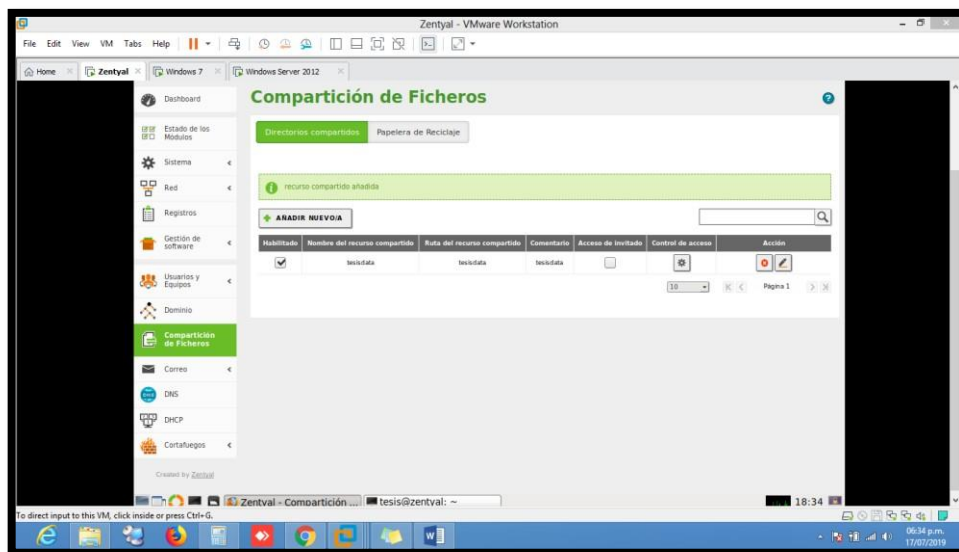 Zentyal - VMware Workstation
File Edit View VM Tabs Help
Home Zentyal Windows 7 Windows Server 2012
Dashboard
Estado de los Módulos
Sistema
Red
Registros
Gestión de software
Usuarios y Equipos
Dominio
Compartición de Ficheros
Correo
DNS
DHCP
Cortafuegos
Created by Zentyal
Compartición de Ficheros
Directorios compartidos Papelera de Reciclaje
recurso compartido añadida
AÑADIR NUEVO/A
Habilitado Nombre del recurso compartido Ruta del recurso compartido Comentario Acceso de invitado Control de acceso Acción
tesisdata tesisdata tesisdata
10 Página 1
Zentyal - Compartición ... tesis@zentyal: ~ 18:34
To direct input to this VM, click inside or press Ctrl+G.
06:34 p.m.
17/07/2019